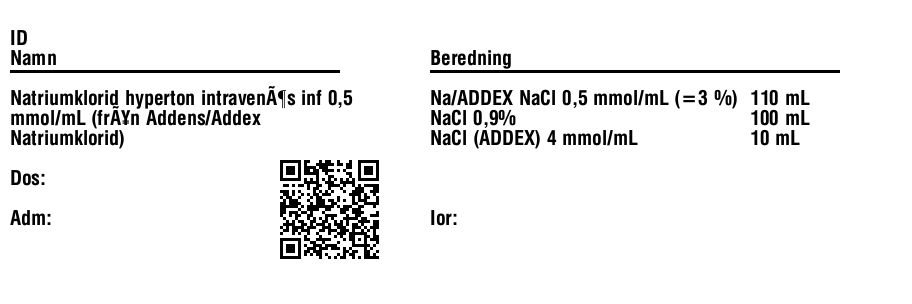 ID
Namn
Natriumklorid hyperton intravenÃ¶s inf 0,5
mmol/mL (frÃ¥n Addens/Addex
Natriumklorid)
Dos:
Adm:
Beredning
Na/ADDEX NaCl 0,5 mmol/mL (=3 %) 110 mL
NaCl 0,9% 100 mL
NaCl (ADDEX) 4 mmol/mL 10 mL
Ior: